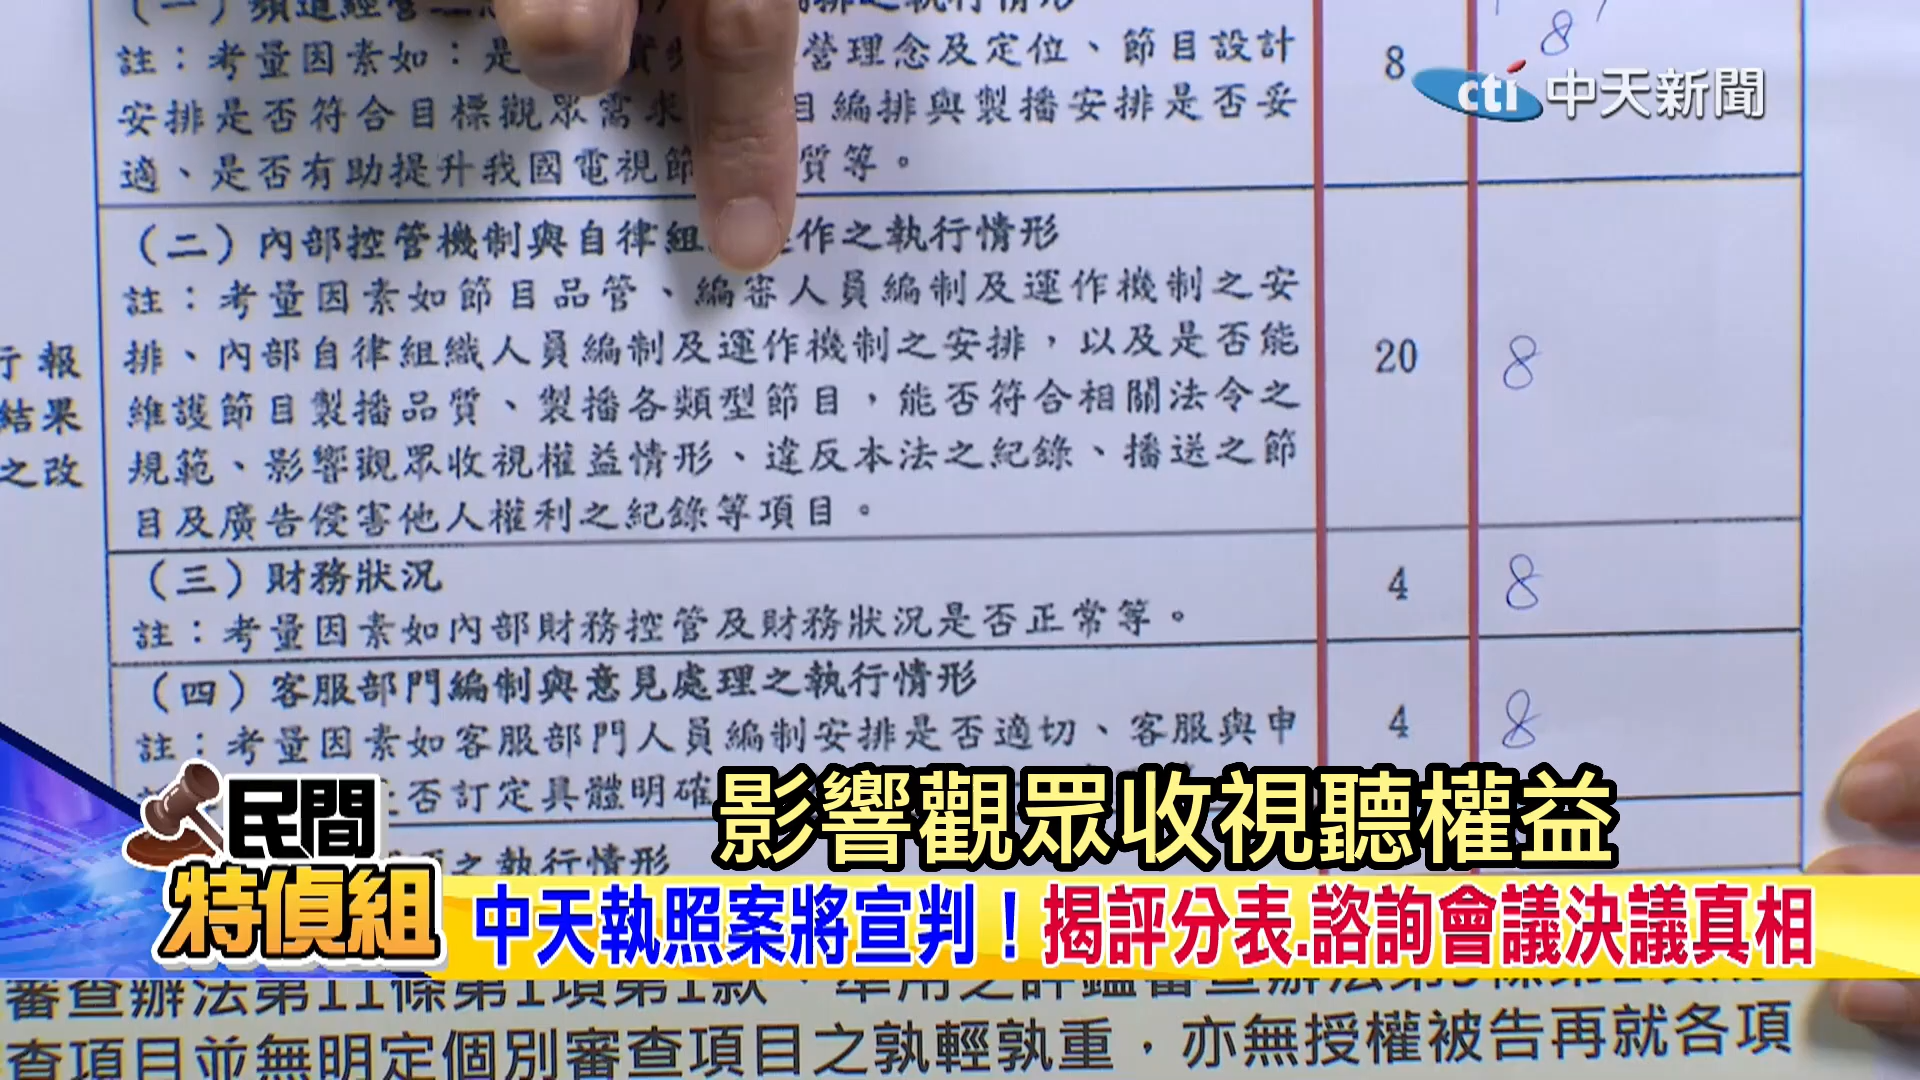 註：考量因素如：是 營理念及定位、節目設計 8 8
安排是否符合目標觀眾需求 目編排與製播安排是否妥
適、是否有助提升我國電視節 質等。
cti 中天新聞
（二）內部控管機制與自律組 作之執行情形
註：考量因素如節目品管、編審人員編制及運作機制之安
排、內部自律組織人員編制及運作機制之安排，以及是否能 20 8
維護節目製播品質、製播各類型節目，能否符合相關法令之
規範、影響觀眾收視權益情形、違反本法之紀錄、播送之節
目及廣告侵害他人權利之紀錄等項目。
行報
結果
之改
（三）財務狀況 4 8
註：考量因素如內部財務控管及財務狀況是否正常等。
（四）客服部門編制與意見處理之執行情形
註：考量因素如客服部門人員編制安排是否適切、客服與申 4 8
否訂定具體明確
之執行情形
影響觀眾收視聽權益
民間
特偵組
中天執照案將宣判！揭評分表.諮詢會議決議真相
審查辦法第11條第1項第1款
查項目並無明定個別審查項目之孰輕孰重，亦無授權被告再就各項